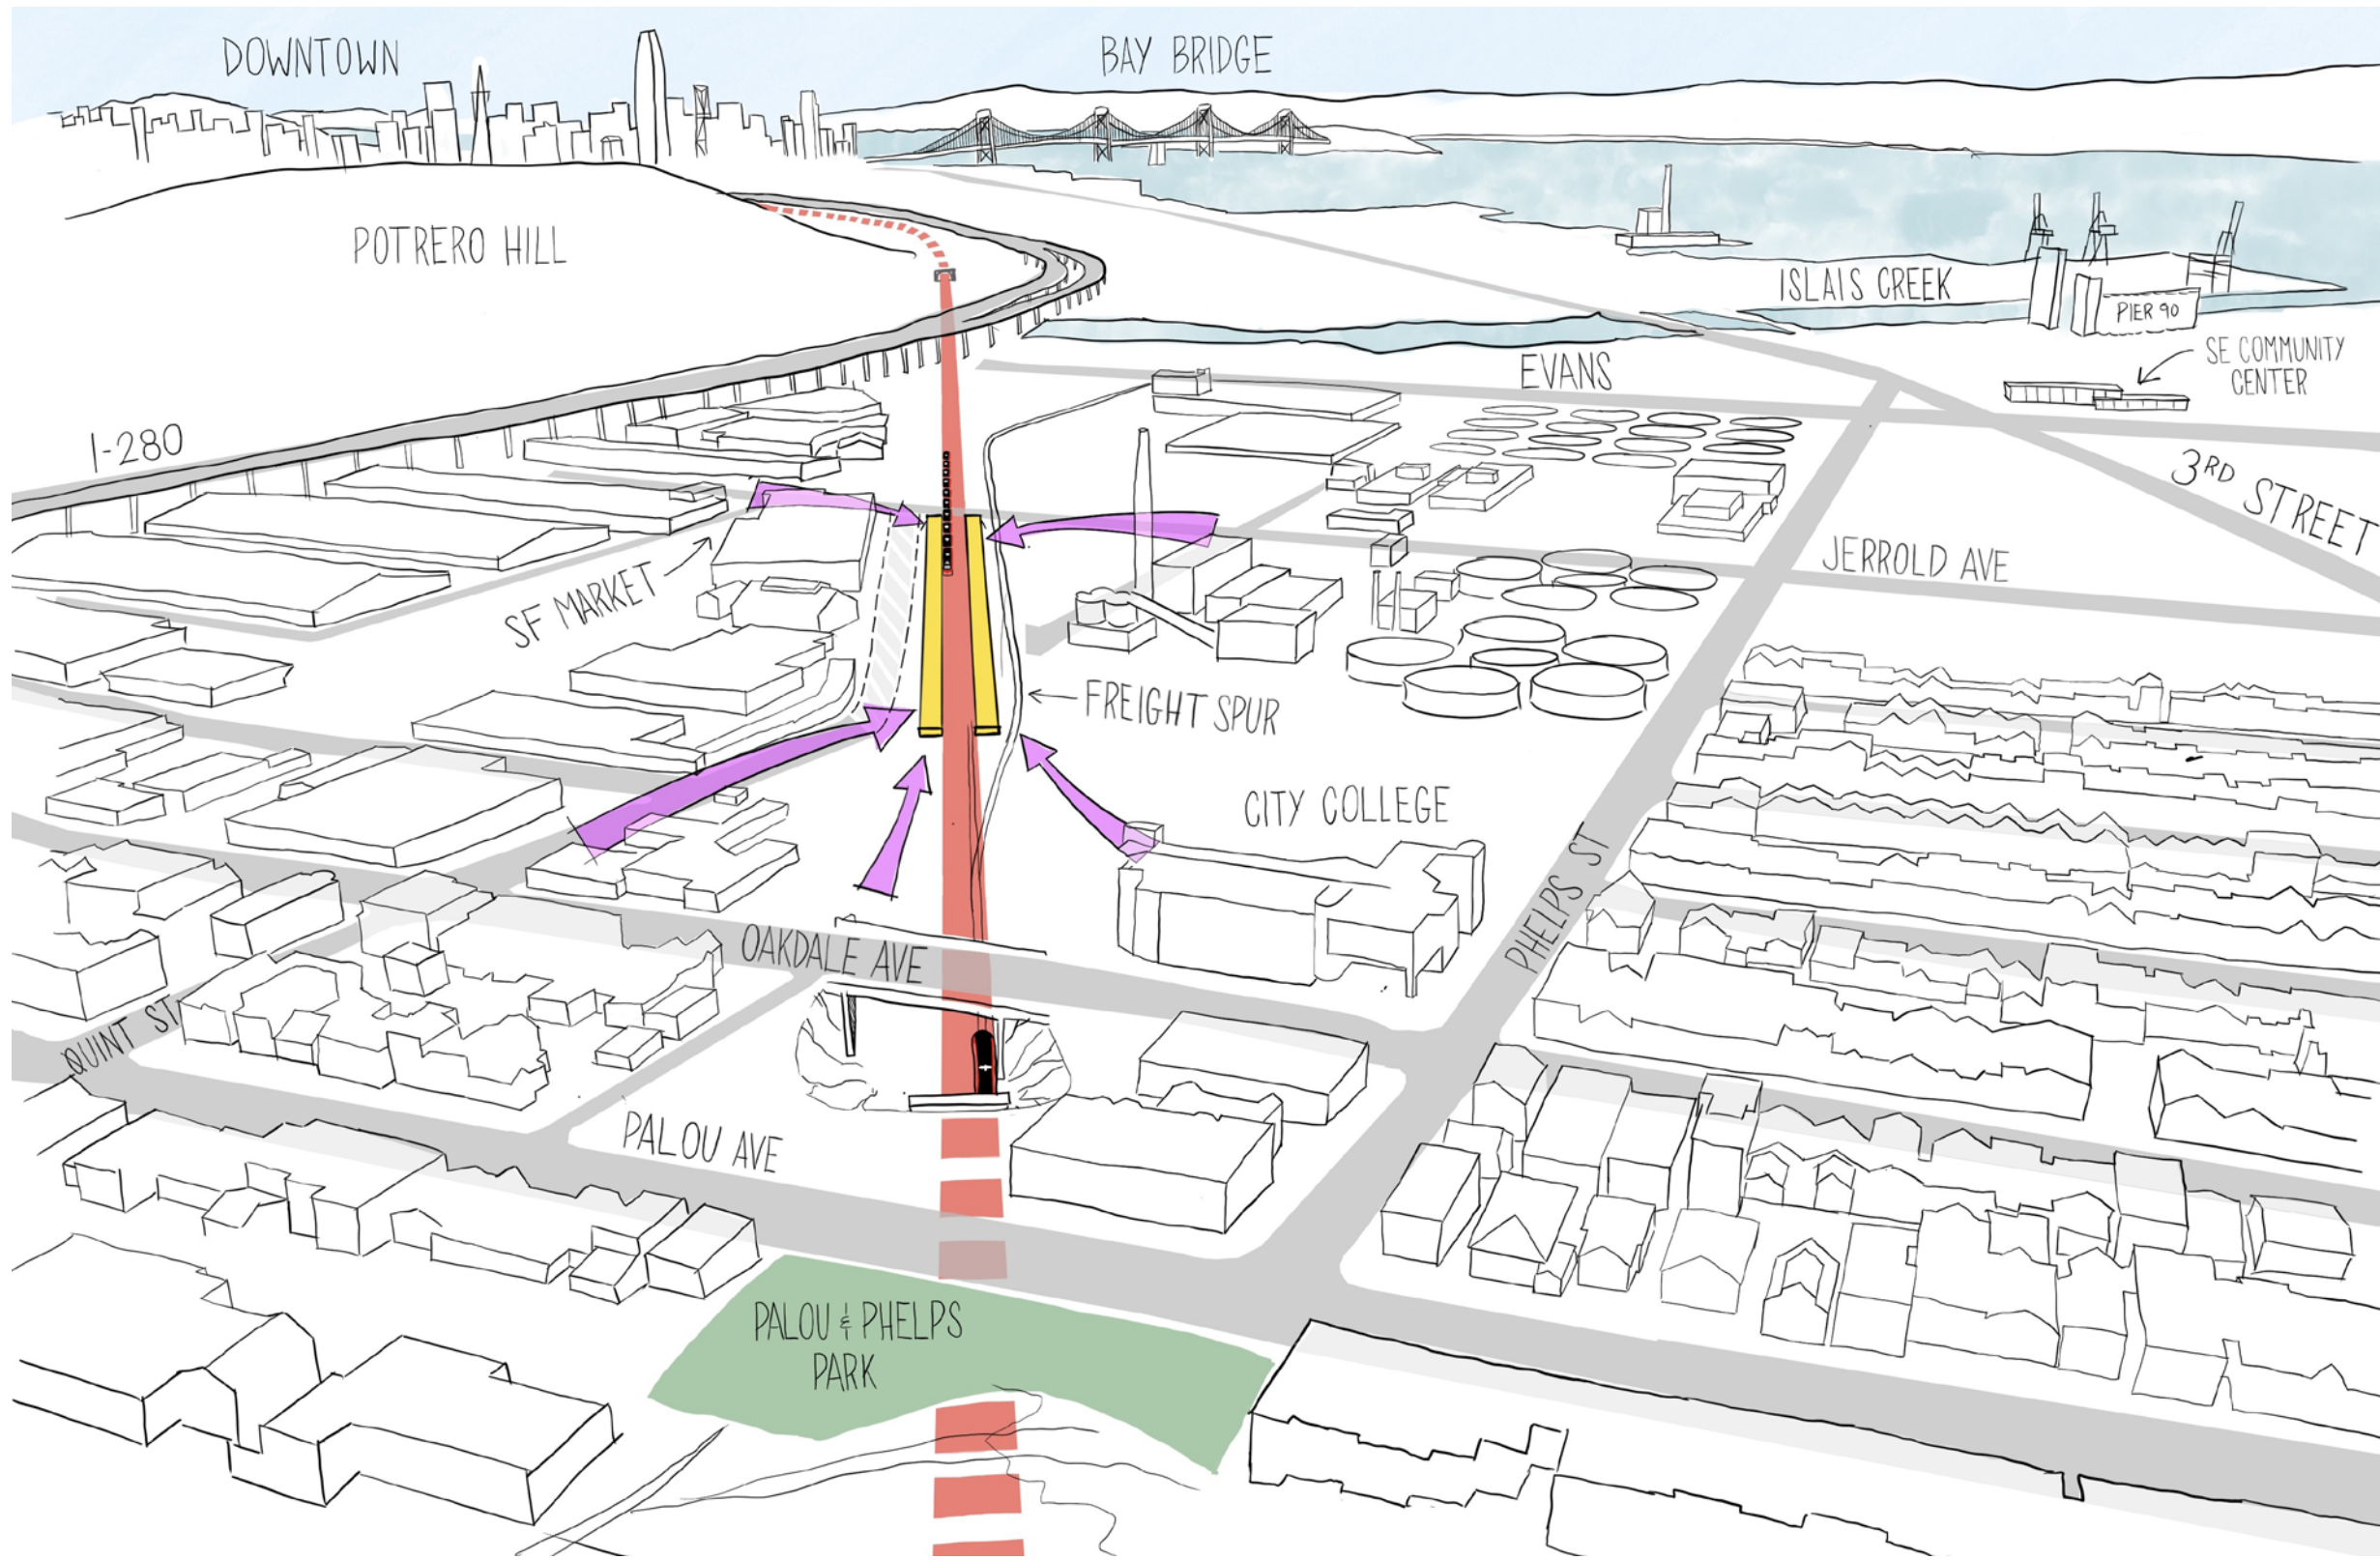 DOWNTOWN
BAY BRIDGE
POTRERO HILL
ISLAIS CREEK
PIER 90
SE COMMUNITY
CENTER
EVANS
I-280
3RD STREET
JERROLD AVE
SF MARKET
FREIGHT SPUR
CITY COLLEGE
PHELPS ST
OAKDALE AVE
QUINT ST
PALOU AVE
PALOU & PHELPS
PARK